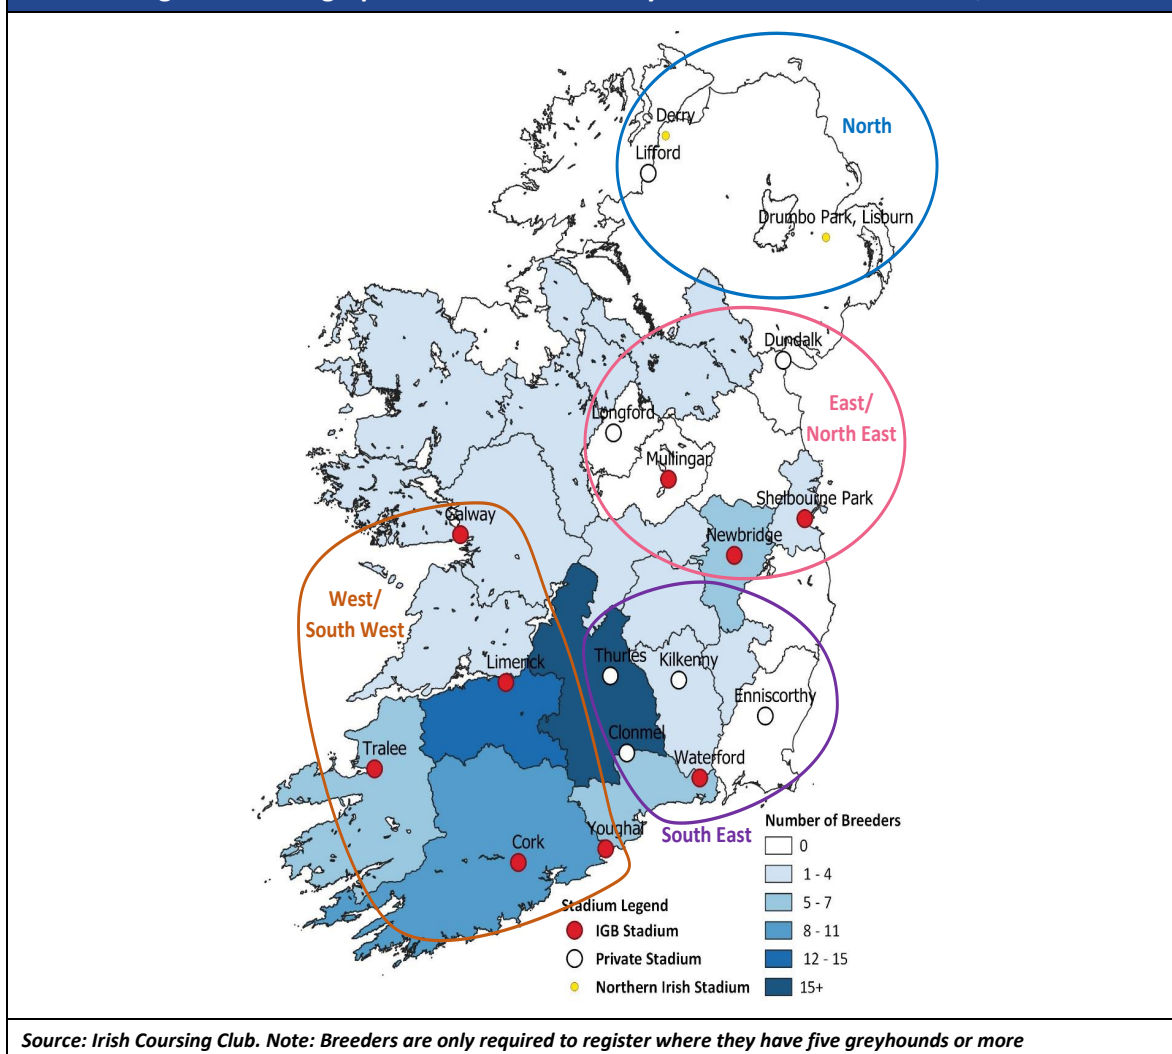 Derry
North
Lifford
Drumbo Park, Lisburn
Dundalk
East/
North East
Longford
Mullingar
Shelbourne Park
Galway
Newbridge
West/
South West
Limerick
Thurles
Kilkenny
Enniscorthy
Clonmel
Tralee
Waterford
Youghal
Cork
South East
Number of Breeders
0
1 - 4
5 - 7
8 - 11
12 - 15
15+
Stadium Legend
IGB Stadium
Private Stadium
Northern Irish Stadium
Source: Irish Coursing Club. Note: Breeders are only required to register where they have five greyhounds or more